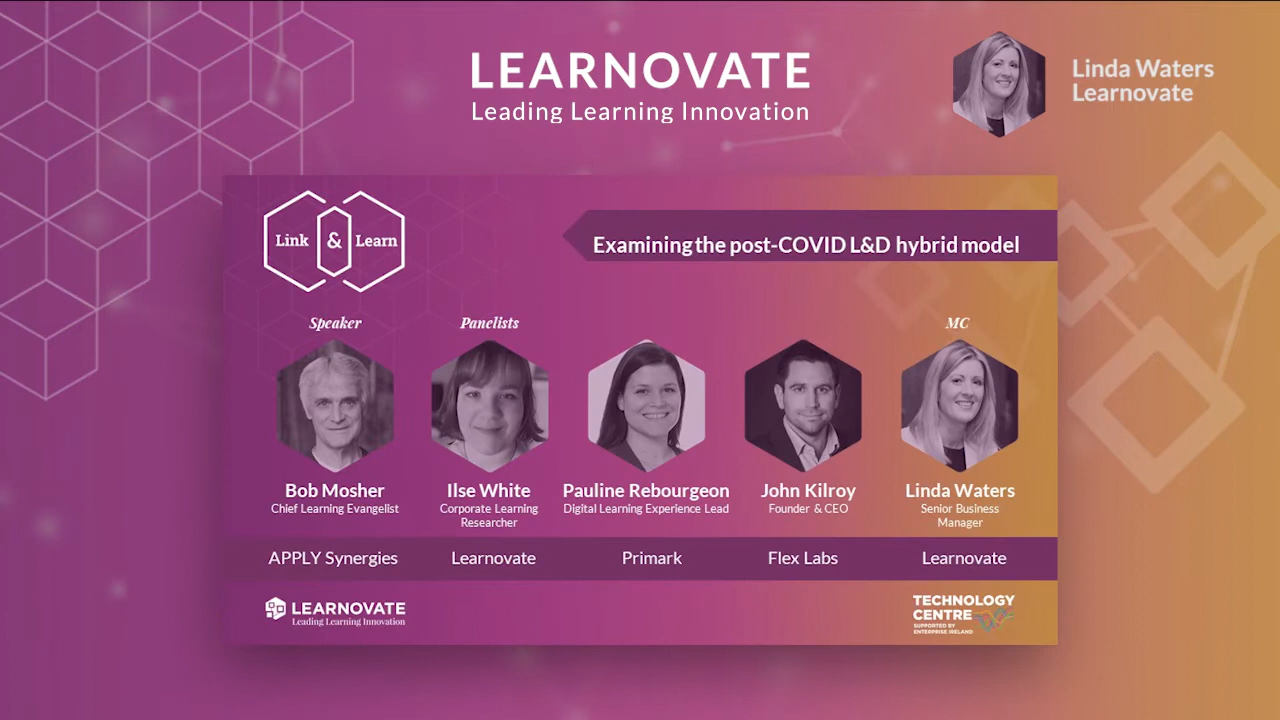 LEARNOVATE
Leading Learning Innovation
Linda Waters
Learnovate
Link & Learn
Examining the post-COVID L&D hybrid model
Speaker
Panelists
MC
Bob Mosher
Chief Learning Evangelist
Ilse White
Corporate Learning
Researcher
Pauline Rebourgeon
Digital Learning Experience Lead
John Kilroy
Founder & CEO
Linda Waters
Senior Business
Manager
APPLY Synergies
Learnovate
Primark
Flex Labs
Learnovate
LEARNOVATE
Leading Learning Innovation
TECHNOLOGY
CENTRE
SUPPORTED BY
ENTERPRISE IRELAND